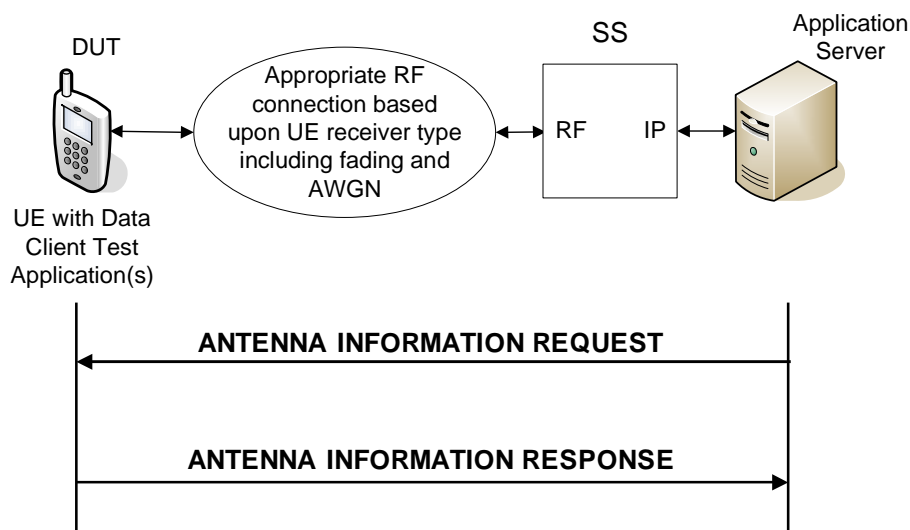 DUT
SS
Application
Server
Appropriate RF
connection based
upon UE receiver type
including fading and
AWGN
RF
IP
UE with Data
Client Test
Application(s)
ANTENNA INFORMATION REQUEST
ANTENNA INFORMATION RESPONSE